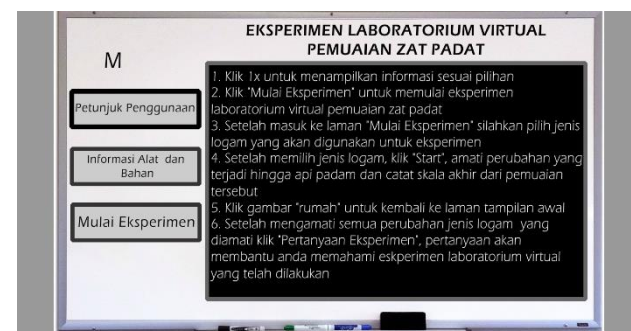 EKSPERIMEN LABORATORIUM VIRTUAL
PEMUAIAN ZAT PADAT
M
Petunjuk Penggunaan
Informasi Alat dan
Bahan
Mulai Eksperimen
1. Klik 1x untuk menampilkan informasi sesuai pilihan
2. Klik "Mulai Eksperimen" untuk memulai eksperimen
laboratorium virtual pemuaian zat padat
3. Setelah masuk ke laman "Mulai Eksperimen" silahkan pilih jenis
logam yang akan digunakan untuk eksperimen
4. Setelah memilih jenis logam, klik "Start", amati perubahan yang
terjadi hingga api padam dan catat skala akhir dari pemuaian
tersebut
5. Klik gambar "rumah" untuk kembali ke laman tampilan awal
6. Setelah mengamati semua perubahan jenis logam yang
diamati klik "Pertanyaan Eksperimen", pertanyaan akan
membantu anda memahami eskperimen laboratorium virtual
yang telah dilakukan